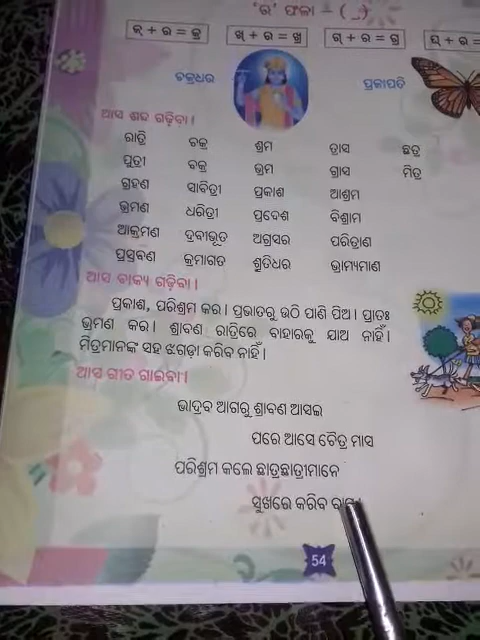 'ର' ଫଳା = ( ୍ର )
କ୍ + ର = କ୍ର ଖ୍ + ର = ଖ୍ର ଗ୍ + ର = ଗ୍ର ଘ୍ + ର =
ଚକ୍ରଧର ପ୍ରଜାପତି
ଆସ ଶବ୍ଦ ଗଢ଼ିବା।
ରାତ୍ରି ଚକ୍ର ଶ୍ରମ ତ୍ରାସ ଛତ୍ର
ପୁତ୍ରୀ ବକ୍ର ଭ୍ରମ ଗ୍ରାସ ମିତ୍ର
ଗ୍ରହଣ ସାବିତ୍ରୀ ପ୍ରକାଶ ଆଶ୍ରମ
ଭ୍ରମଣ ଧରିତ୍ରୀ ପ୍ରଦେଶ ବିଶ୍ରାମ
ଆକ୍ରମଣ ଦ୍ରବୀଭୂତ ଅଗ୍ରସର ପରିତ୍ରାଣ
ପ୍ରସ୍ରବଣ କ୍ରମାଗତ ଶ୍ରୁତିଧର ଭ୍ରାମ୍ୟମାଣ
ଆସ ବାକ୍ୟ ଗଢ଼ିବା।
ପ୍ରକାଶ, ପରିଶ୍ରମ କର। ପ୍ରଭାତରୁ ଉଠି ପାଣି ପିଅ। ପ୍ରାତଃ
ଭ୍ରମଣ କର। ଶ୍ରାବଣ ରାତ୍ରିରେ ବାହାରକୁ ଯାଅ ନାହିଁ।
ମିତ୍ରମାନଙ୍କ ସହ ଝଗଡ଼ା କରିବ ନାହିଁ।
ଆସ ଗୀତ ଗାଇବା।
ଭାଦ୍ରବ ଆଗରୁ ଶ୍ରାବଣ ଆସଇ
ପରେ ଆସେ ଚୈତ୍ର ମାସ
ପରିଶ୍ରମ କଲେ ଛାତ୍ରଛାତ୍ରୀମାନେ
ସୁଖରେ କରିବ
54